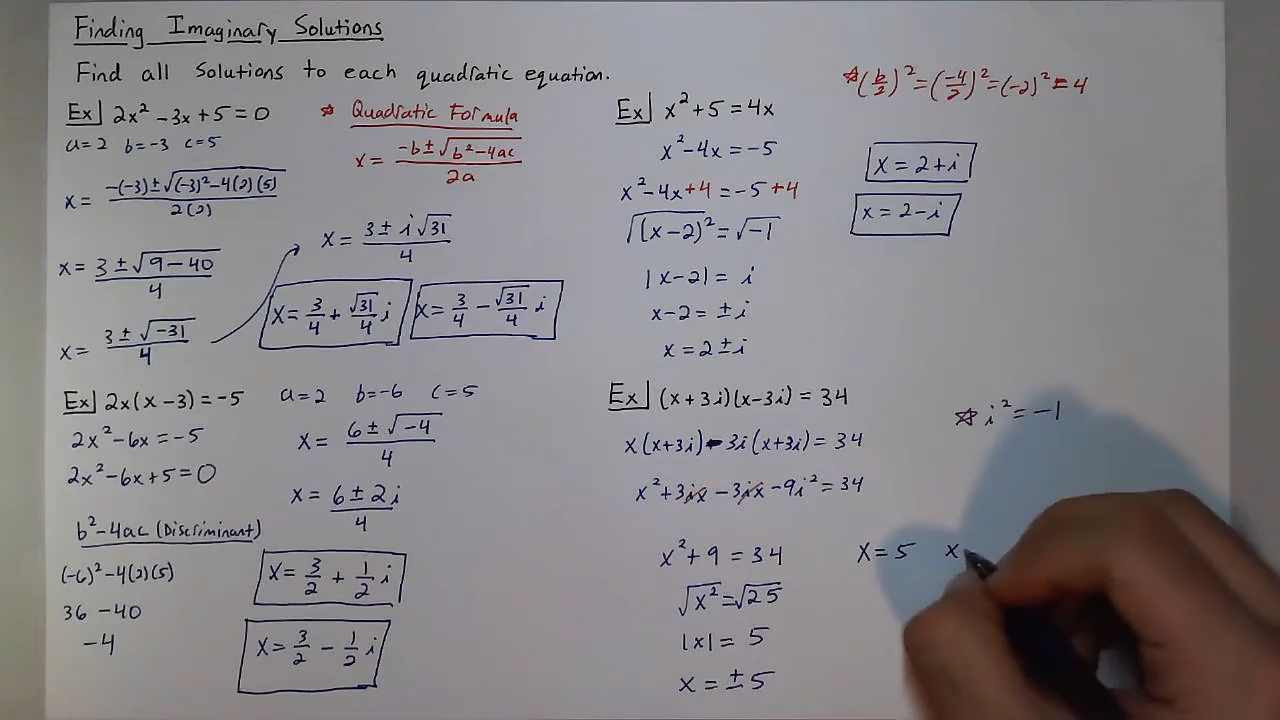 Finding Imaginary Solutions
Find all Solutions to each quadratic equation.
Ex] 2x² - 3x + 5 = 0
a=2 b=-3 c=5
x = (-(-3) ± √((-3)² - 4(2)(5))) / 2(2)
x = (3 ± √(9 - 40)) / 4
x = (3 ± √(-31)) / 4
☆ Quadratic Formula
x = (-b ± √(b² - 4ac)) / 2a
x = (3 ± i√31) / 4
x = 3/4 + √31/4 i
x = 3/4 - √31/4 i
Ex] x² + 5 = 4x
x² - 4x = -5
x² - 4x + 4 = -5 + 4
√(x-2)² = √-1
|x-2| = i
x-2 = ±i
x = 2 ± i
☆ (b/2)² = (-4/2)² = (-2)² = 4
x = 2 + i
x = 2 - i
Ex] 2x(x - 3) = -5
2x² - 6x = -5
2x² - 6x + 5 = 0
b² - 4ac (Discriminant)
(-6)² - 4(2)(5)
36 - 40
-4
a=2 b=-6 c=5
x = (6 ± √-4) / 4
x = (6 ± 2i) / 4
x = 3/2 + 1/2 i
x = 3/2 - 1/2 i
Ex] (x+3i)(x-3i) = 34
x(x+3i) - 3i(x+3i) = 34
x² + 3ix - 3ix - 9i² = 34
x² + 9 = 34
√x² = √25
|x| = 5
x = ±5
☆ i² = -1
x = 5 x